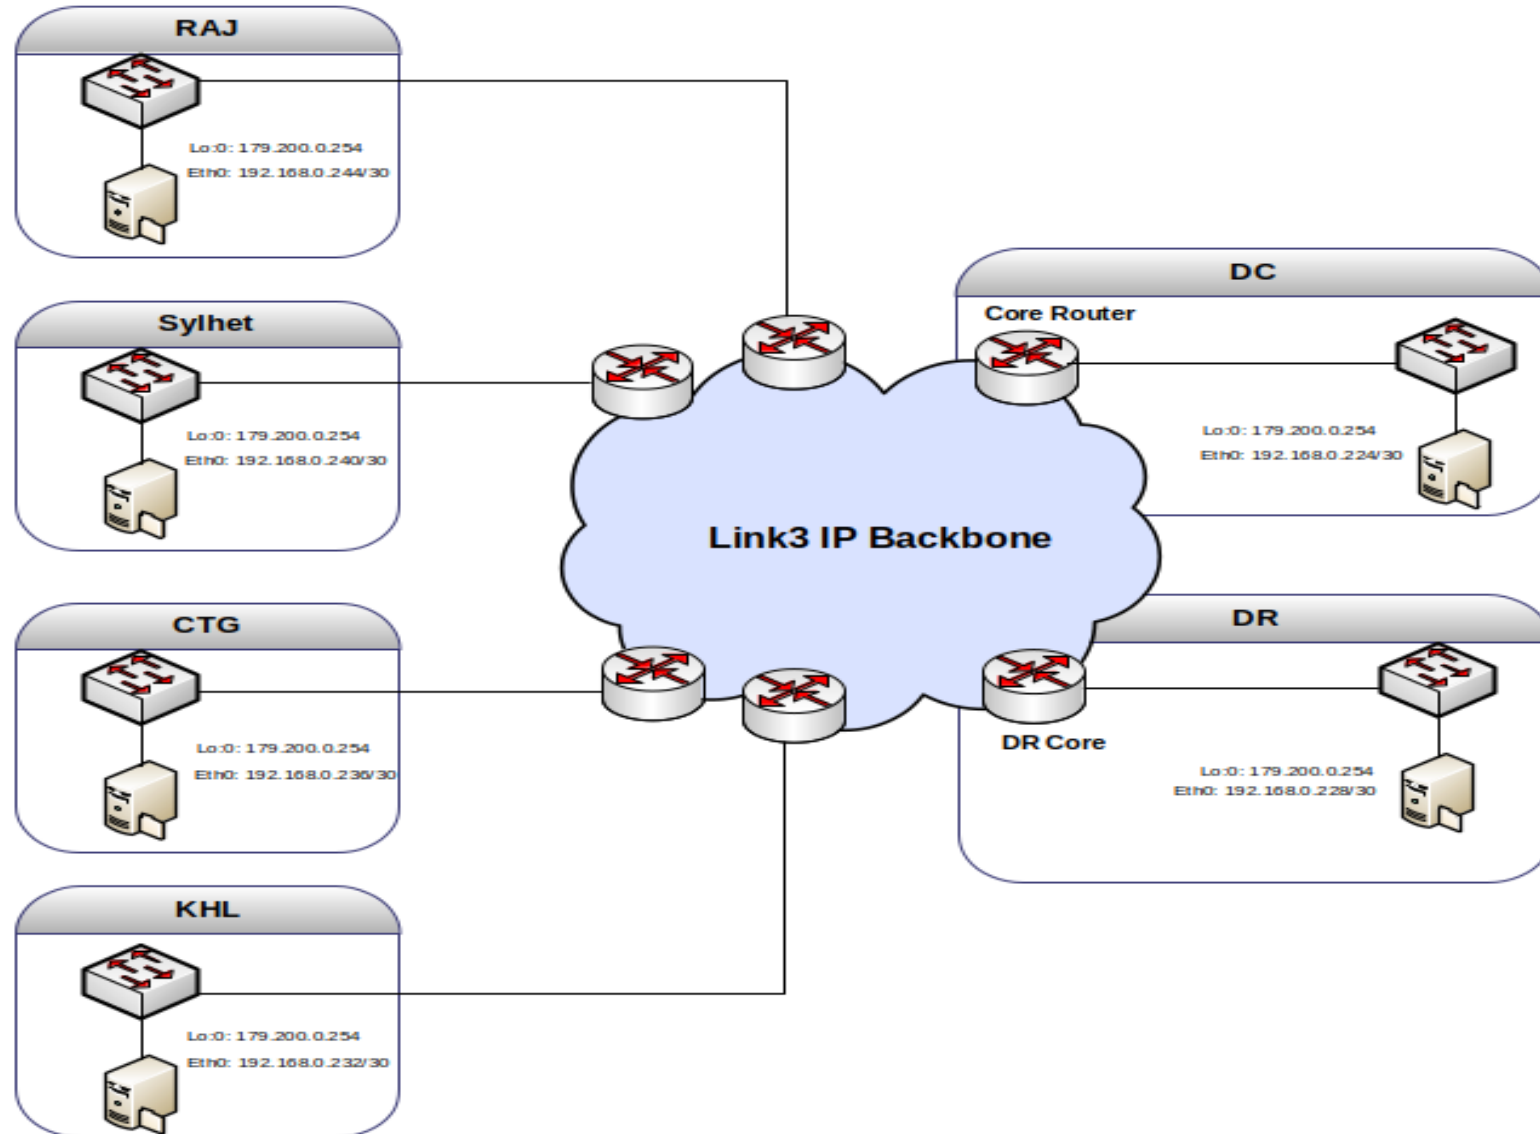 RAJ
Lo:0: 179.200.0.254
Eth0: 192.168.0.244/30
Sylhet
Lo:0: 179.200.0.254
Eth0: 192.168.0.240/30
CTG
Lo:0: 179.200.0.254
Eth0: 192.168.0.236/30
KHL
Lo:0: 179.200.0.254
Eth0: 192.168.0.232/30
Link3 IP Backbone
DC
Core Router
Lo:0: 179.200.0.254
Eth0: 192.168.0.224/30
DR
DR Core
Lo:0: 179.200.0.254
Eth0: 192.168.0.228/30